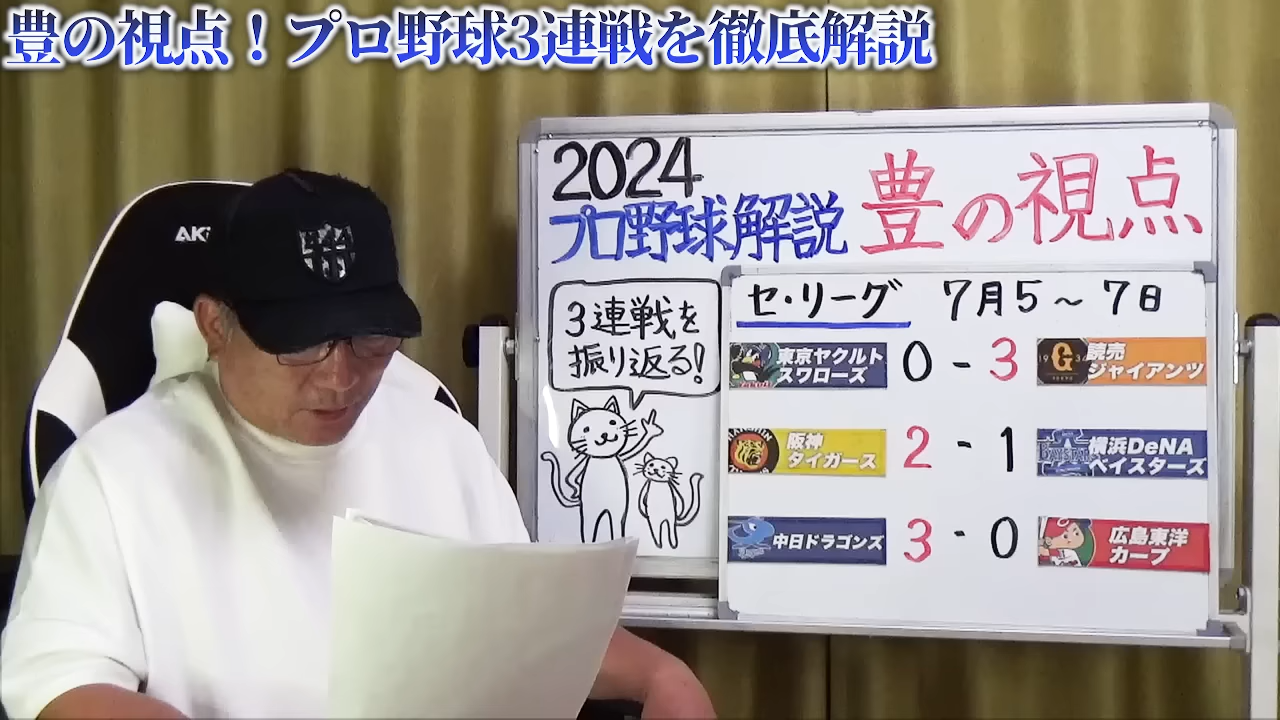 豊の視点！プロ野球3連戦を徹底解説
2024
プロ野球解説 豊の視点
3連戦を
振り返る!
セ・リーグ 7月5～7日
東京ヤクルト
スワローズ
0 - 3
読売
ジャイアンツ
阪神
タイガース
2 - 1
横浜DeNA
ベイスターズ
中日ドラゴンズ
3 - 0
広島東洋
カープ